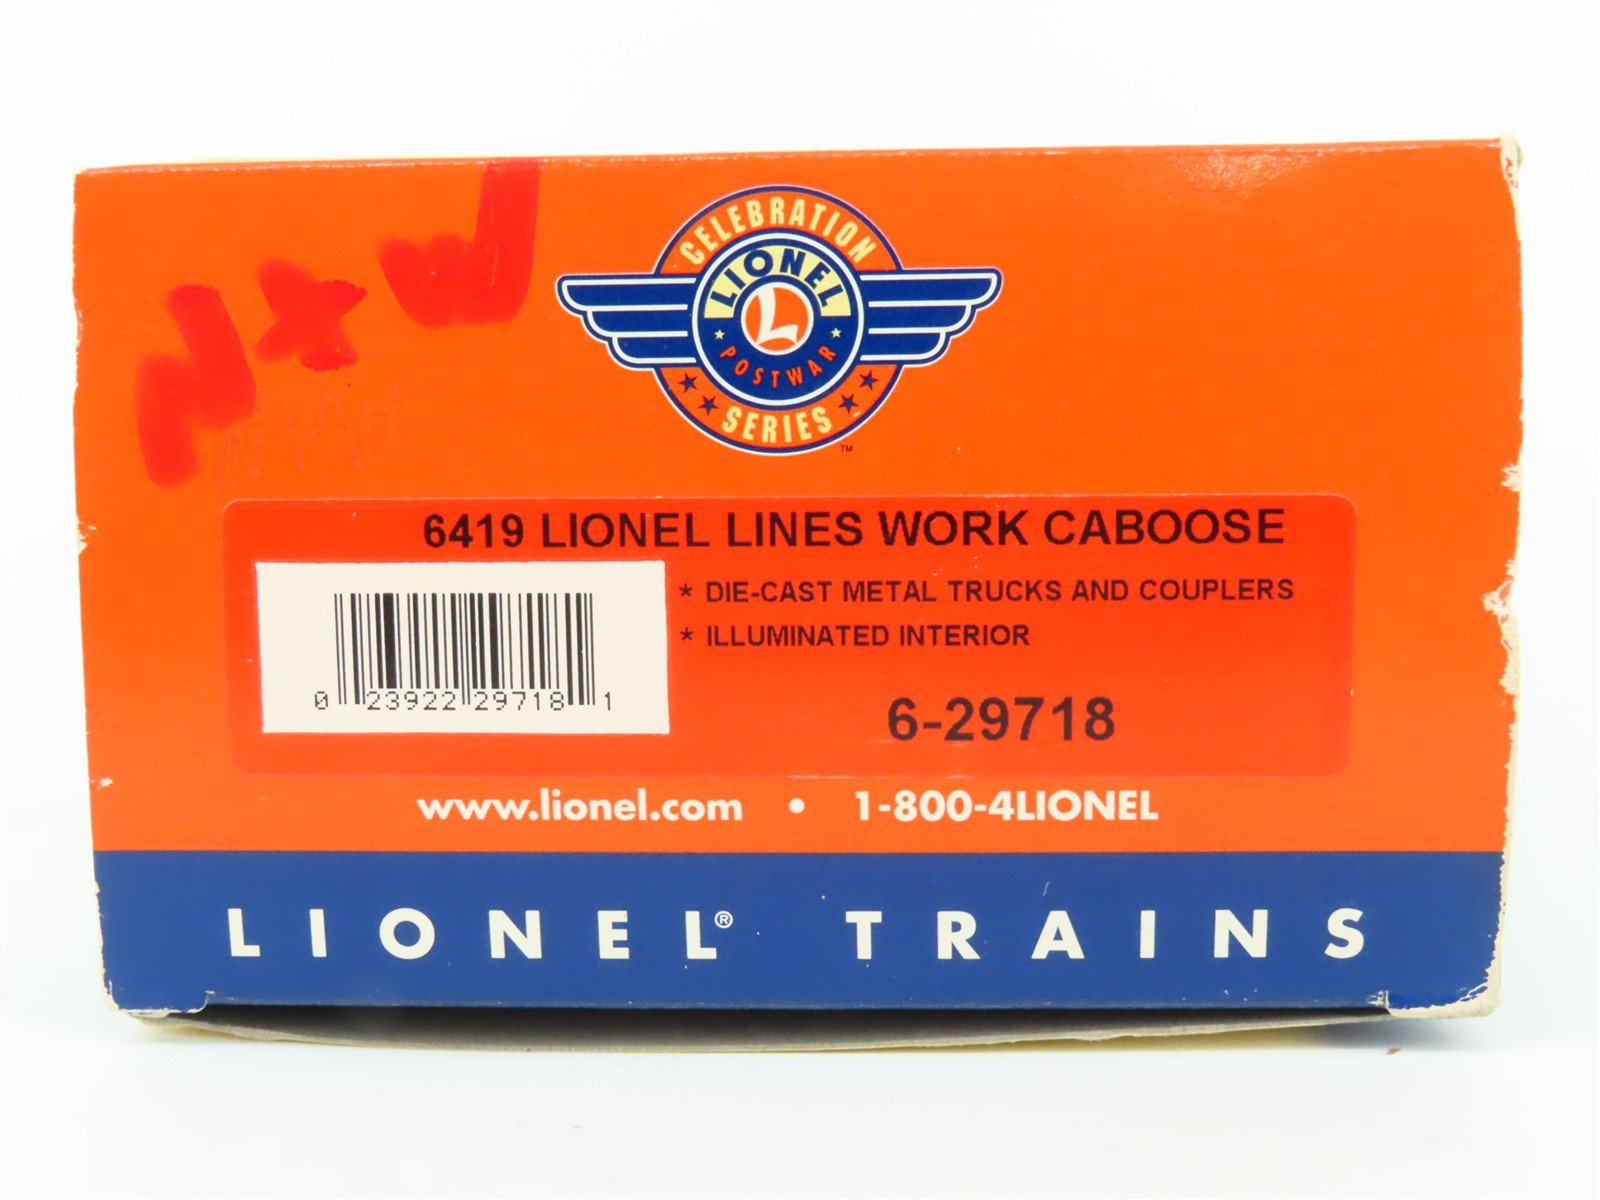 N&W
CELEBRATION
LIONEL
L
POSTWAR
SERIES
TM
6419 LIONEL LINES WORK CABOOSE
* DIE-CAST METAL TRUCKS AND COUPLERS
* ILLUMINATED INTERIOR
0 23922 29718 1
6-29718
www.lionel.com • 1-800-4LIONEL
LIONEL® TRAINS